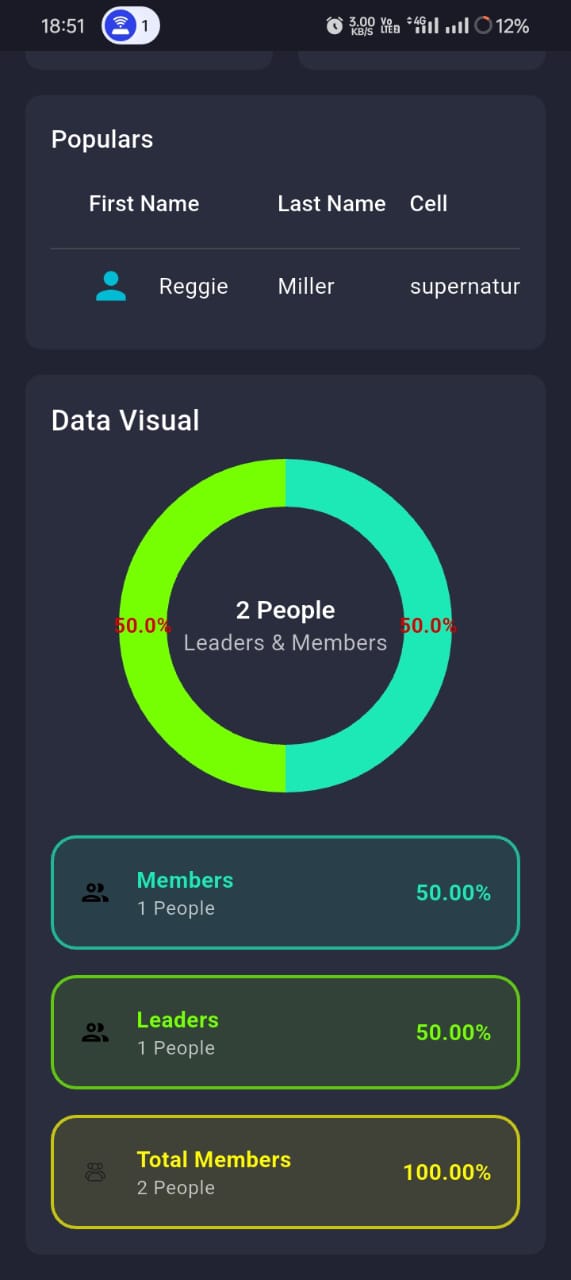 18:51 1 3.00 KB/S Vo LTE 4G 12%
Populars
First Name Last Name Cell
Reggie Miller supernatur
Data Visual
2 People
50.0% 50.0%
Leaders & Members
Members
1 People
50.00%
Leaders
1 People
50.00%
Total Members
2 People
100.00%